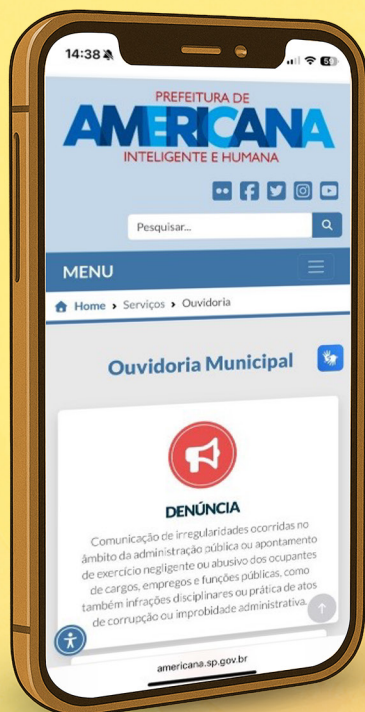 14:38
PREFEITURA DE
AMERICANA
INTELIGENTE E HUMANA
Pesquisar...
MENU
Home › Serviços › Ouvidoria
Ouvidoria Municipal
DENÚNCIA
Comunicação de irregularidades ocorridas no
âmbito da administração pública ou apontamento
de exercício negligente ou abusivo dos ocupantes
de cargos, empregos e funções públicas, como
também infrações disciplinares ou prática de atos
de corrupção ou improbidade administrativa.
americana.sp.gov.br